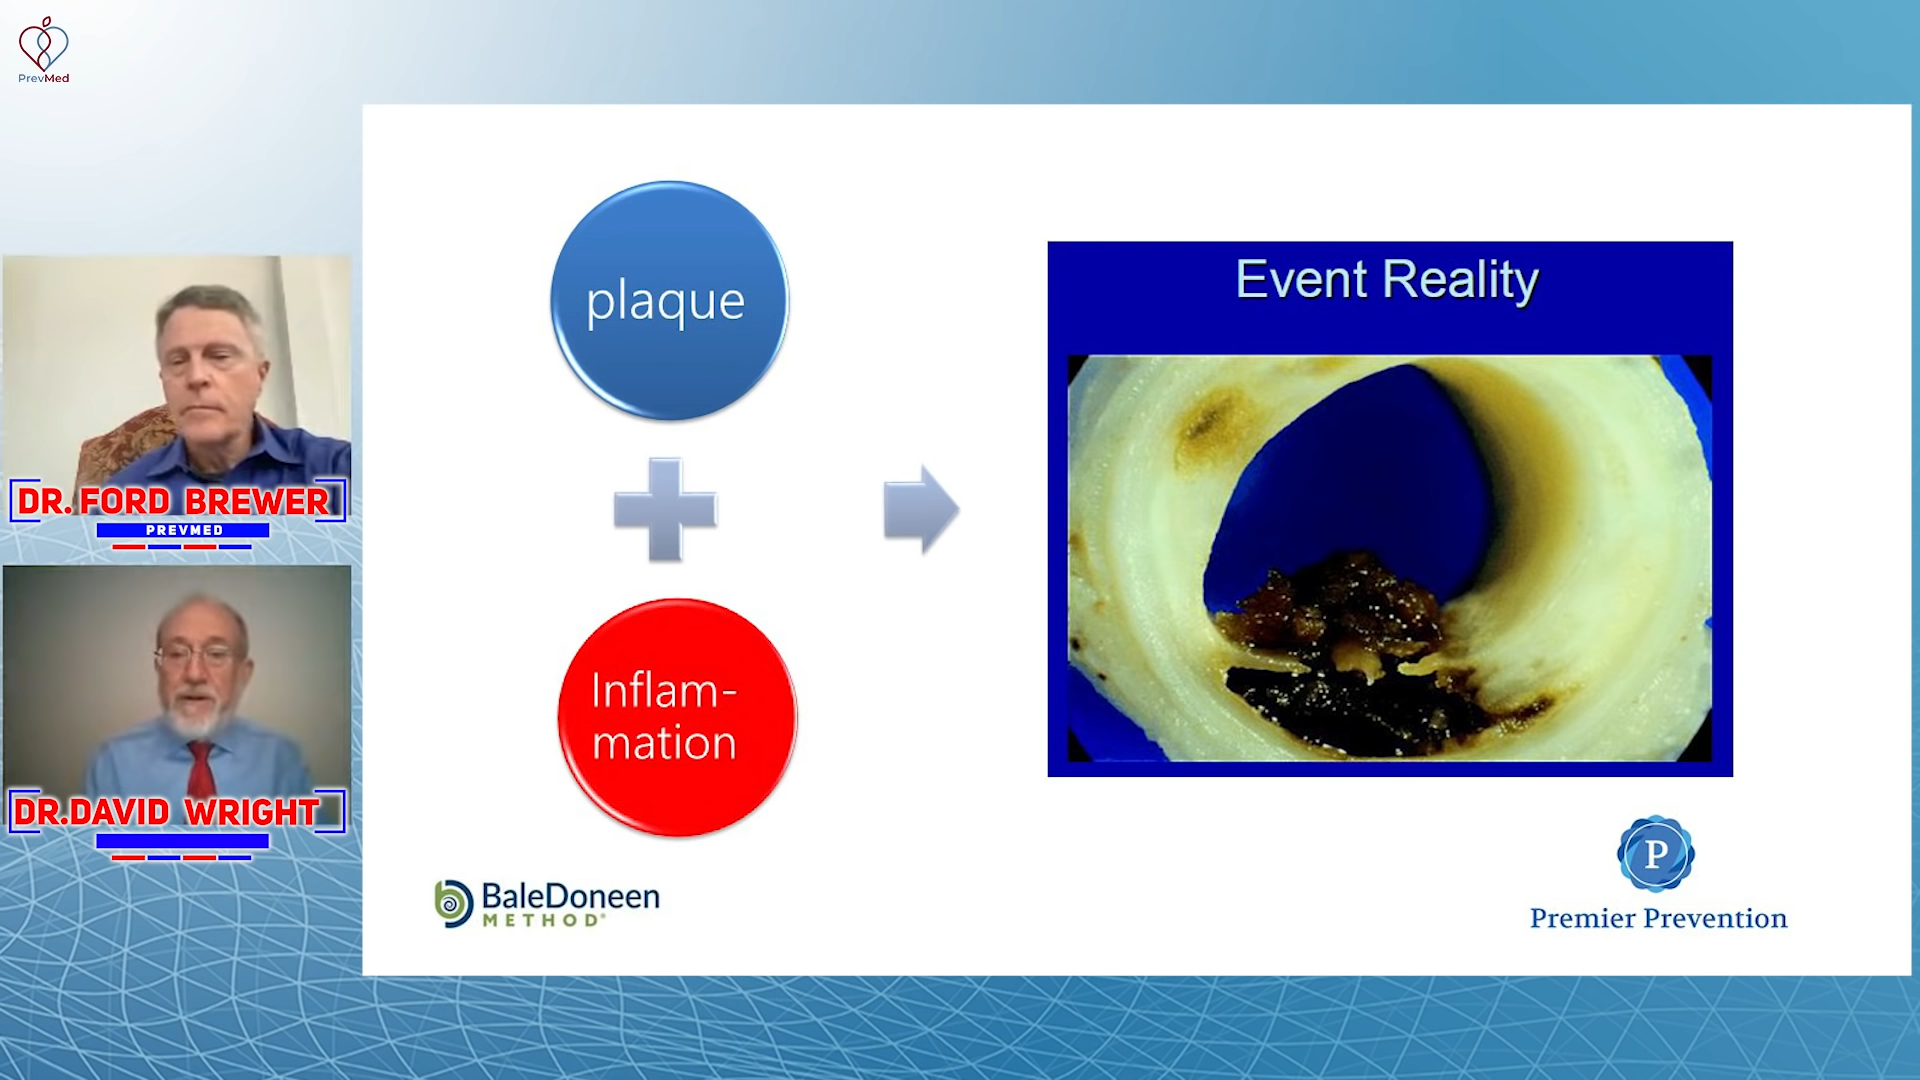 PrevMed
DR. FORD BREWER
PREVMED
DR.DAVID WRIGHT
plaque
Inflam-
mation
Event Reality
BaleDoneen
METHOD®
P
Premier Prevention